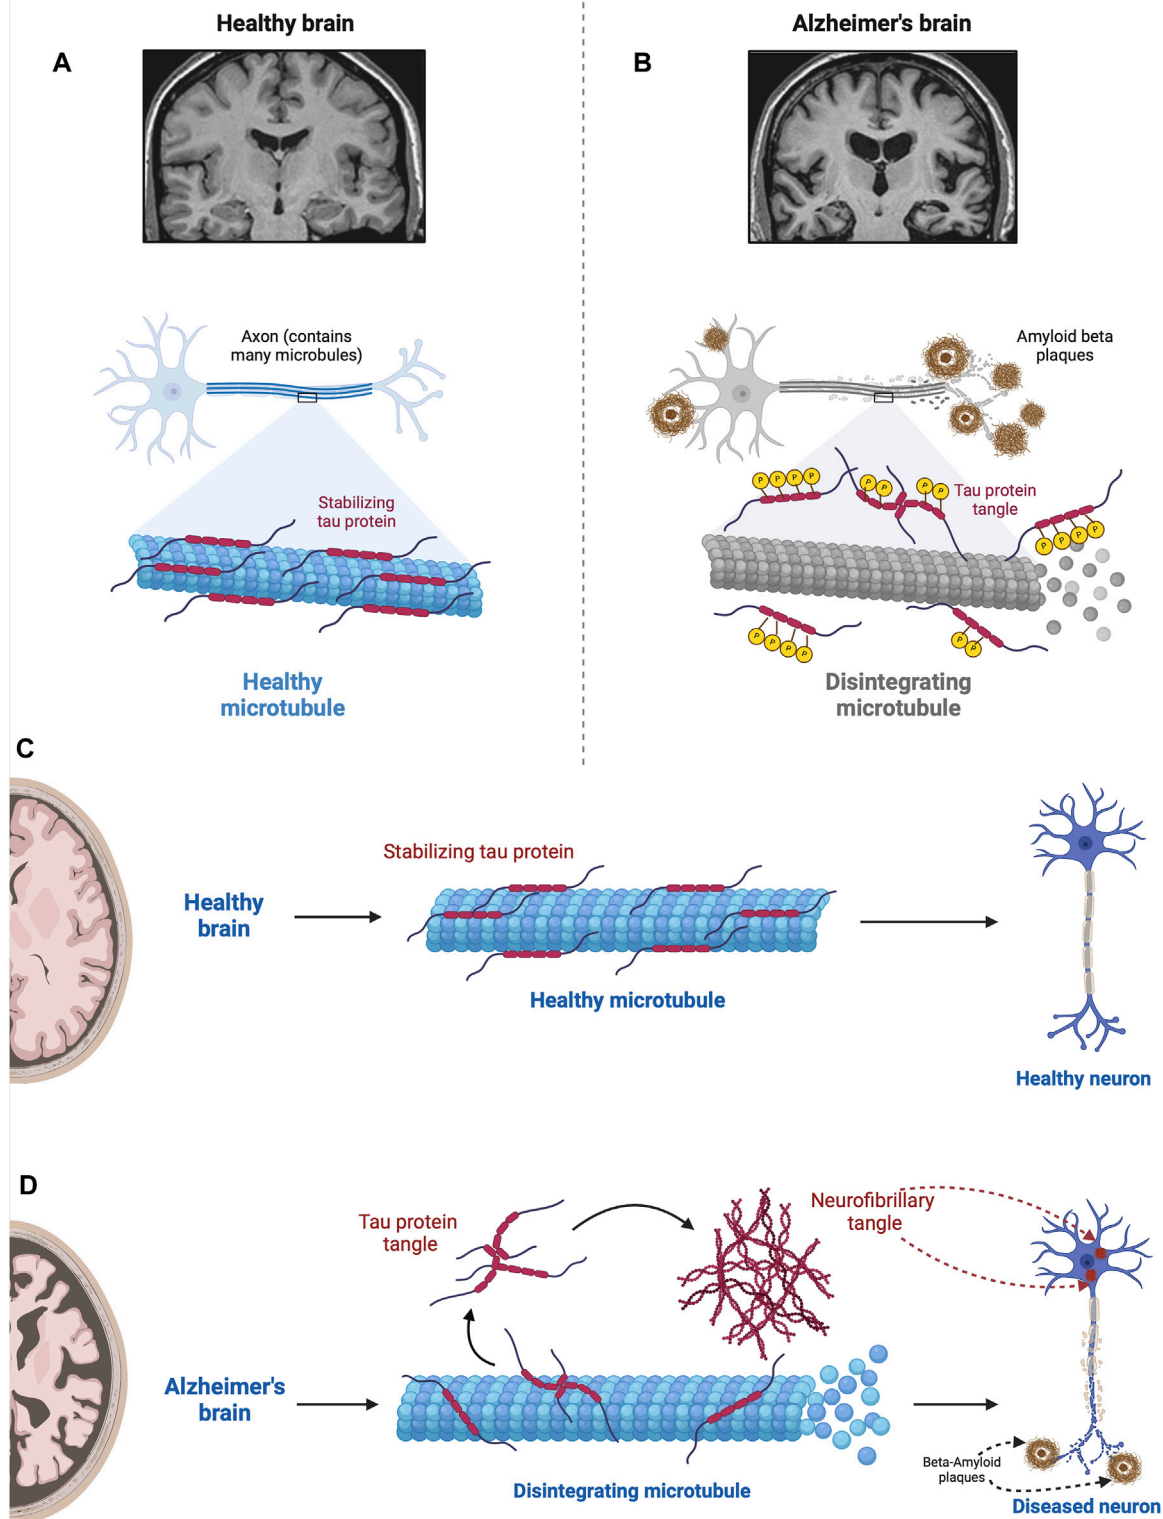 Healthy brain
Alzheimer's brain
A
B
Axon (contains
many microbules)
Amyloid beta
plaques
Stabilizing
tau protein
P P P P
P P
P P
Tau protein
tangle
P P P P
P P P P
P P
Healthy
microtubule
Disintegrating
microtubule
C
Stabilizing tau protein
Healthy
brain
Healthy microtubule
Healthy neuron
D
Tau protein
tangle
Neurofibrillary
tangle
Alzheimer's
brain
Beta-Amyloid
plaques
Disintegrating microtubule
Diseased neuron